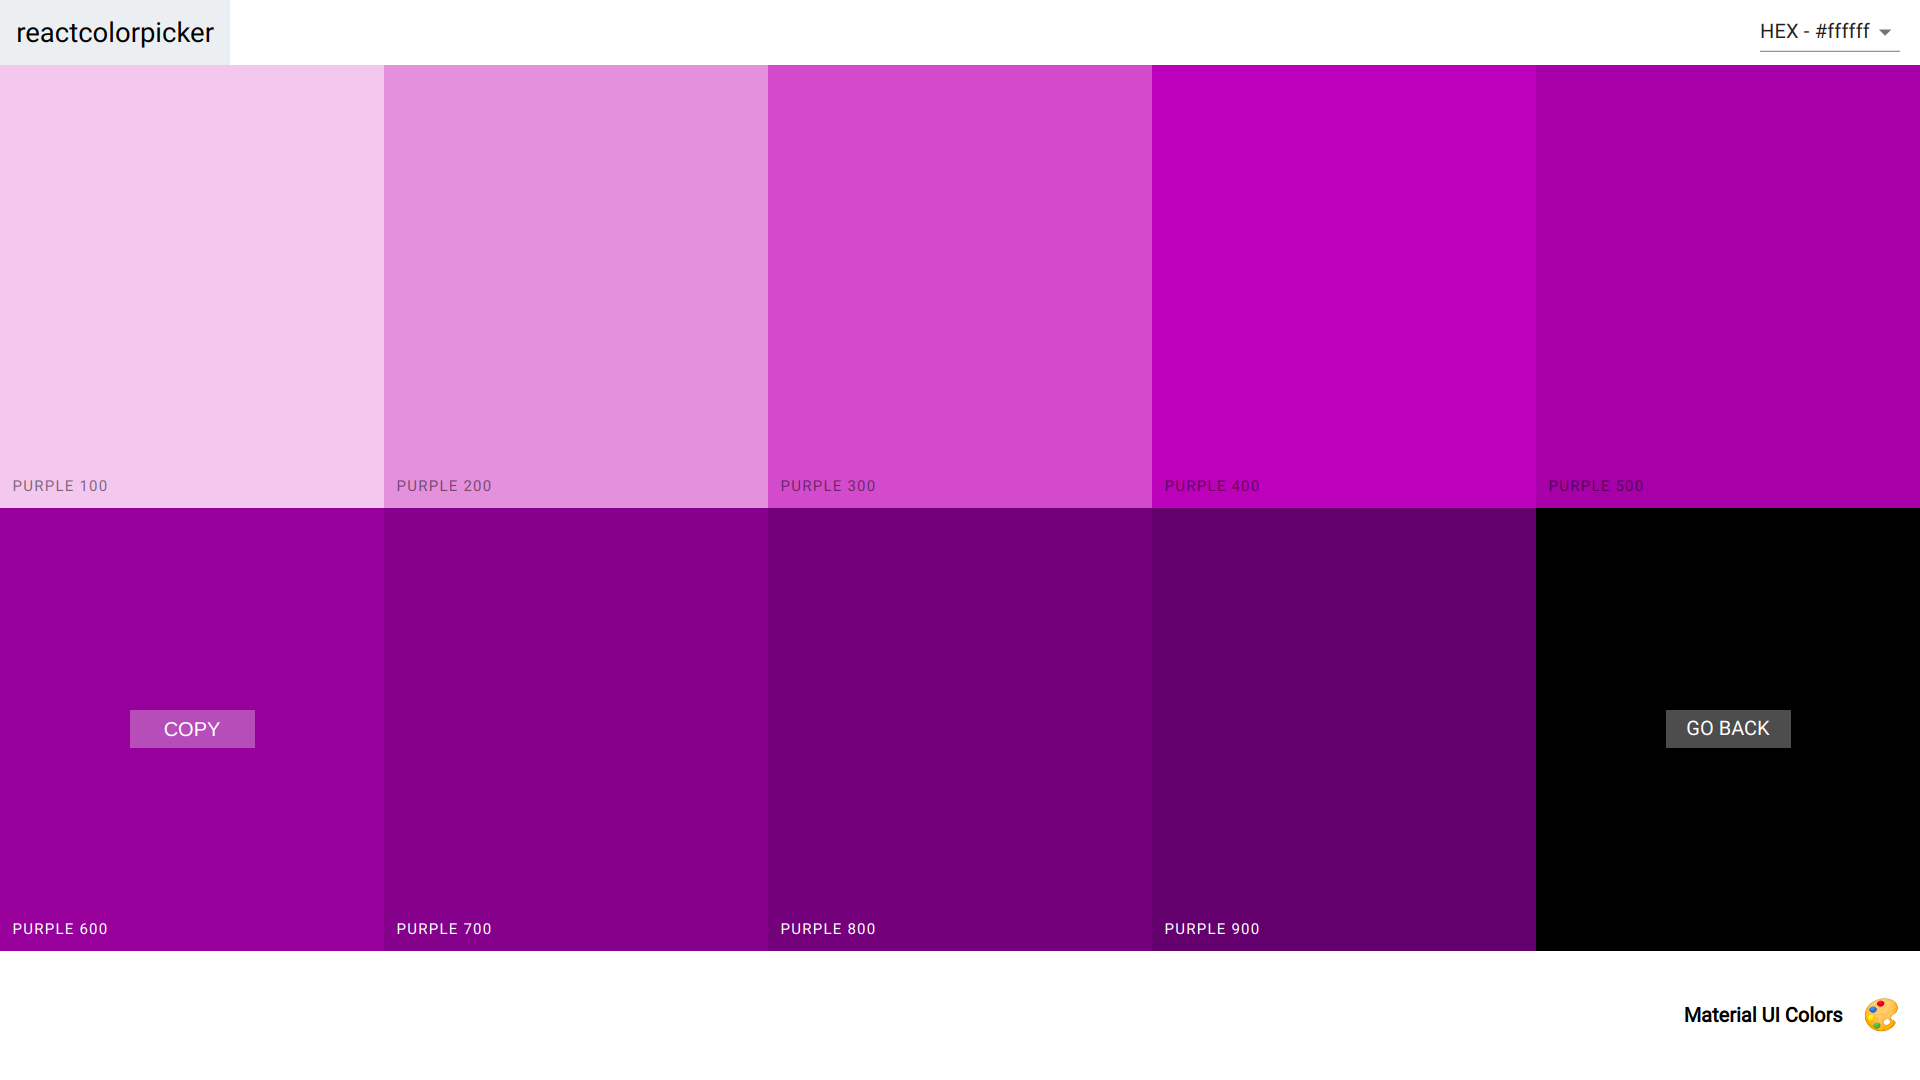 reactcolorpicker
HEX - #ffffff
PURPLE 100
PURPLE 200
PURPLE 300
PURPLE 400
PURPLE 500
COPY
GO BACK
PURPLE 600
PURPLE 700
PURPLE 800
PURPLE 900
Material UI Colors